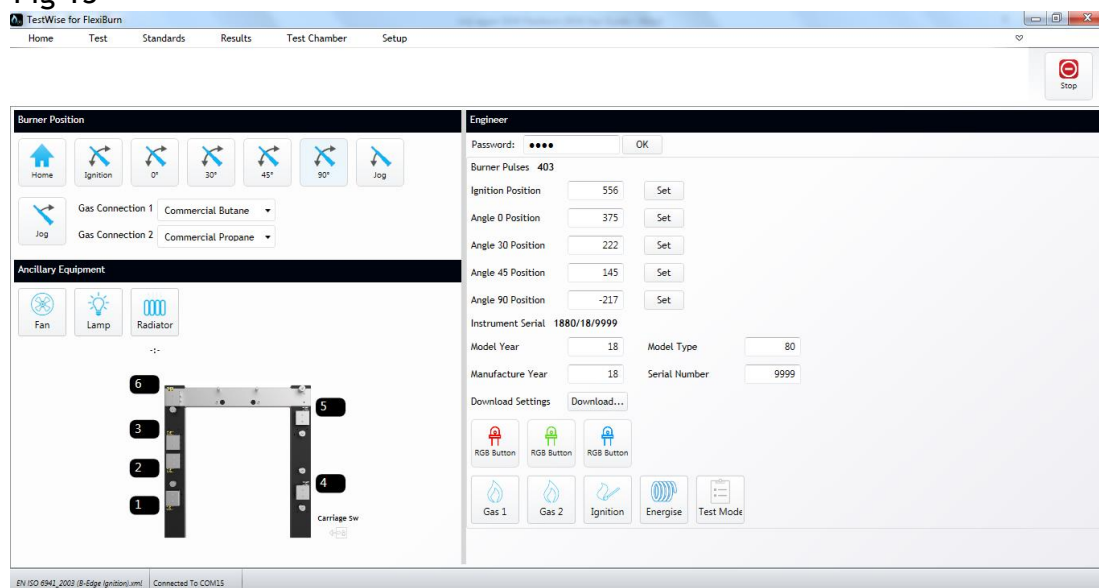 TestWise for FlexiBurn
Home Test Standards Results Test Chamber Setup
Stop
Burner Position
Home Ignition 0° 30° 45° 90° Jog
Jog
Gas Connection 1 Commercial Butane
Gas Connection 2 Commercial Propane
Ancillary Equipment
Fan Lamp Radiator
-:-
6
5
3
2
4
1
Carriage Sw
Engineer
Password: •••• OK
Burner Pulses 403
Ignition Position 556 Set
Angle 0 Position 375 Set
Angle 30 Position 222 Set
Angle 45 Position 145 Set
Angle 90 Position -217 Set
Instrument Serial 1880/18/9999
Model Year 18 Model Type 80
Manufacture Year 18 Serial Number 9999
Download Settings Download...
RGB Button RGB Button RGB Button
Gas 1 Gas 2 Ignition Energise Test Mode
EN ISO 6941_2003 (B-Edge Ignition).xml Connected To COM15